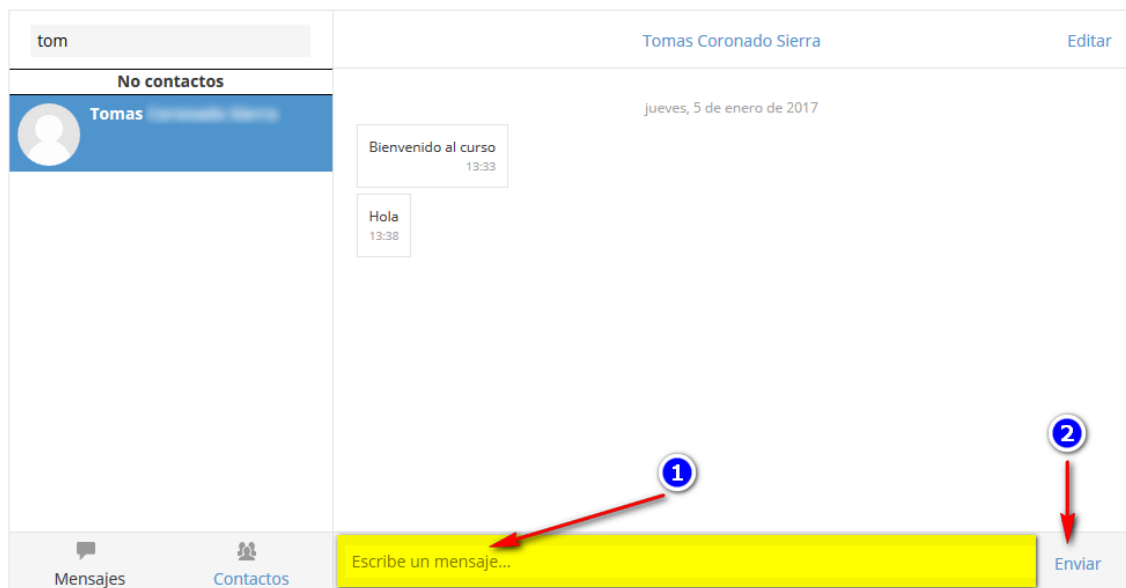 tom
Tomas Coronado Sierra
Editar
No contactos
Tomas
jueves, 5 de enero de 2017
Bienvenido al curso
13:33
Hola
13:38
1
2
Escribe un mensaje...
Enviar
Mensajes
Contactos